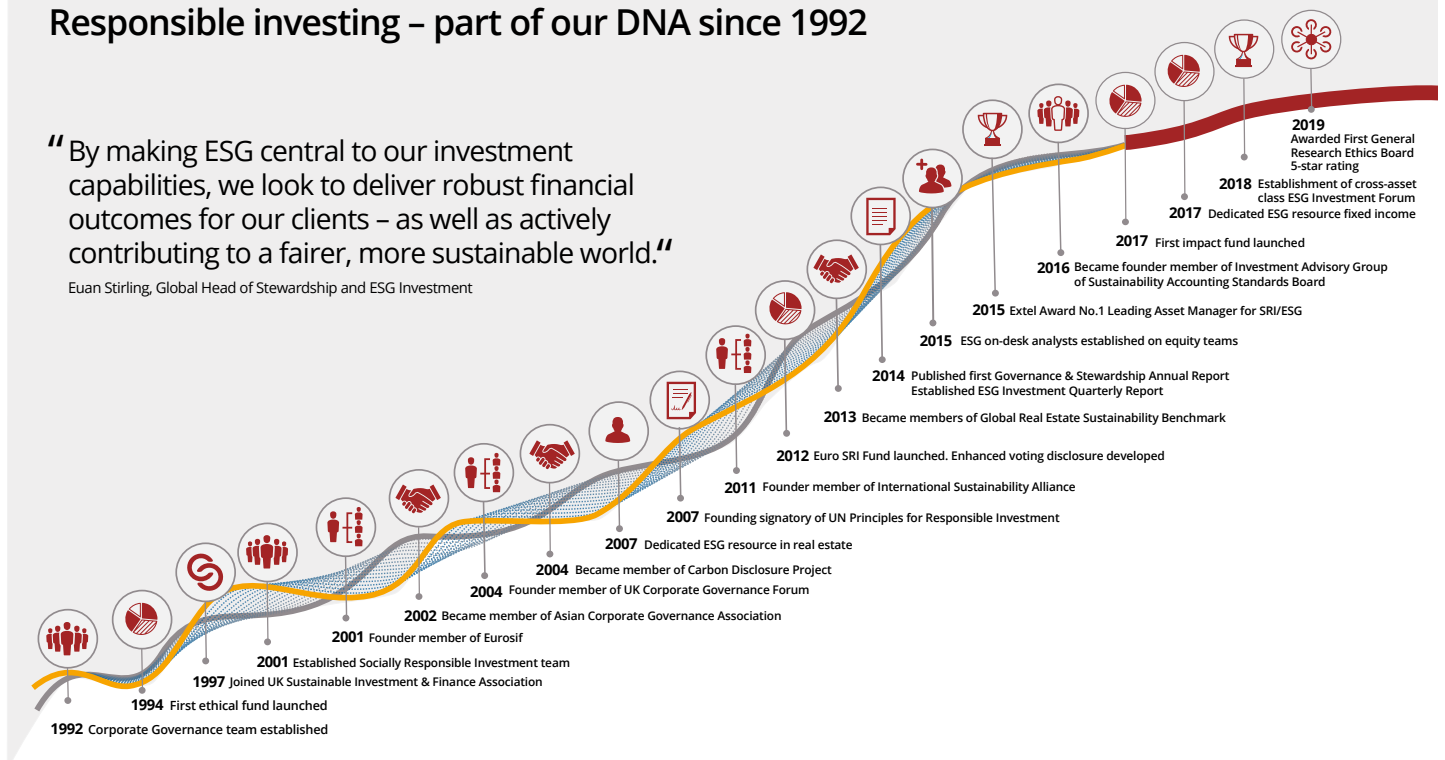 Responsible investing – part of our DNA since 1992
“By making ESG central to our investment
capabilities, we look to deliver robust financial
outcomes for our clients – as well as actively
contributing to a fairer, more sustainable world.“
Euan Stirling, Global Head of Stewardship and ESG Investment
2019
Awarded First General
Research Ethics Board
5-star rating
2018 Establishment of cross-asset
class ESG Investment Forum
2017 Dedicated ESG resource fixed income
2017 First impact fund launched
2016 Became founder member of Investment Advisory Group
of Sustainability Accounting Standards Board
2015 Extel Award No.1 Leading Asset Manager for SRI/ESG
2015 ESG on-desk analysts established on equity teams
2014 Published first Governance & Stewardship Annual Report
Established ESG Investment Quarterly Report
2013 Became members of Global Real Estate Sustainability Benchmark
2012 Euro SRI Fund launched. Enhanced voting disclosure developed
2011 Founder member of International Sustainability Alliance
2007 Founding signatory of UN Principles for Responsible Investment
2007 Dedicated ESG resource in real estate
2004 Became member of Carbon Disclosure Project
2004 Founder member of UK Corporate Governance Forum
2002 Became member of Asian Corporate Governance Association
2001 Founder member of Eurosif
2001 Established Socially Responsible Investment team
1997 Joined UK Sustainable Investment & Finance Association
1994 First ethical fund launched
1992 Corporate Governance team established